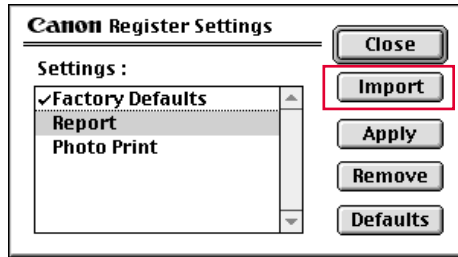 Canon Register Settings
Close
Settings :
Import
✓Factory Defaults
Report
Apply
Photo Print
Remove
Defaults